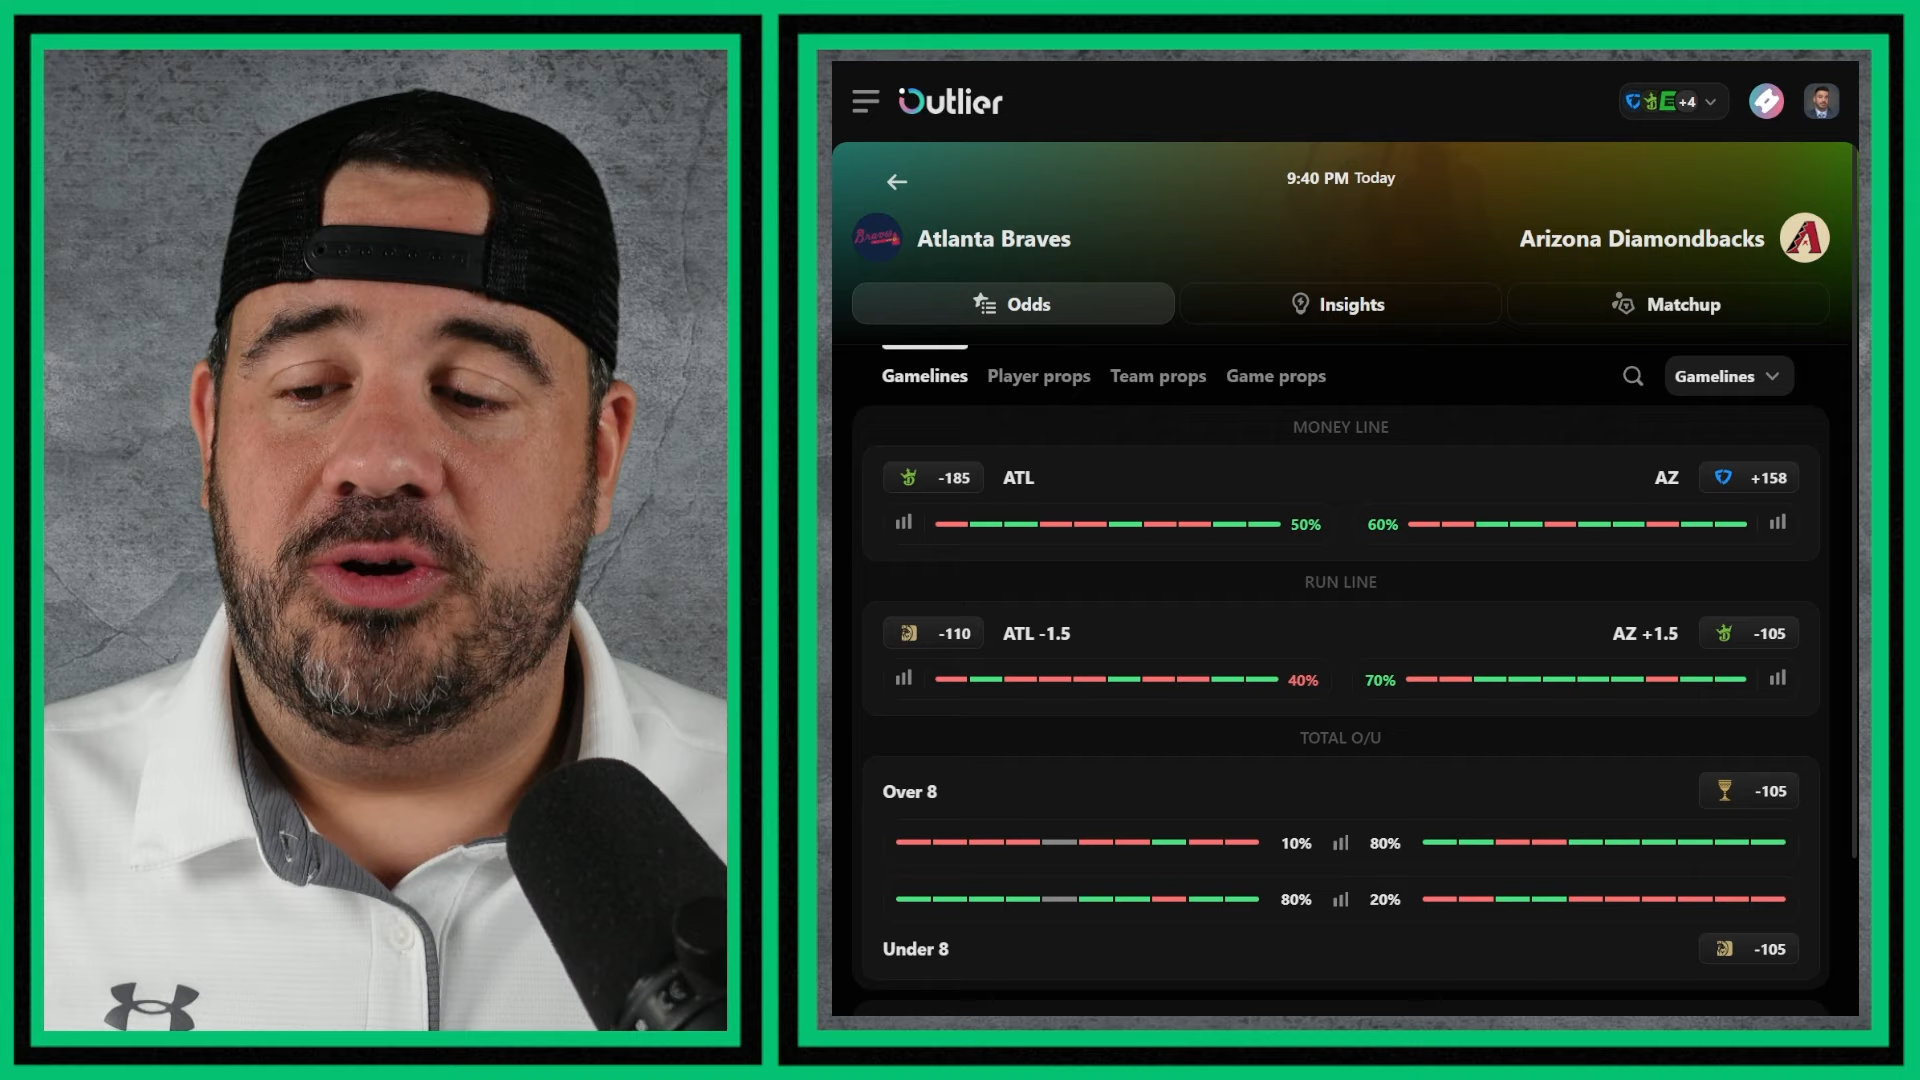 Outlier
+4
9:40 PM Today
Braves
Atlanta Braves
Arizona Diamondbacks
Odds
Insights
Matchup
Gamelines
Player props
Team props
Game props
Gamelines
MONEY LINE
-185 ATL
AZ +158
50%
60%
RUN LINE
-110 ATL -1.5
AZ +1.5 -105
40%
70%
TOTAL O/U
Over 8
-105
10%
80%
80%
20%
Under 8
-105